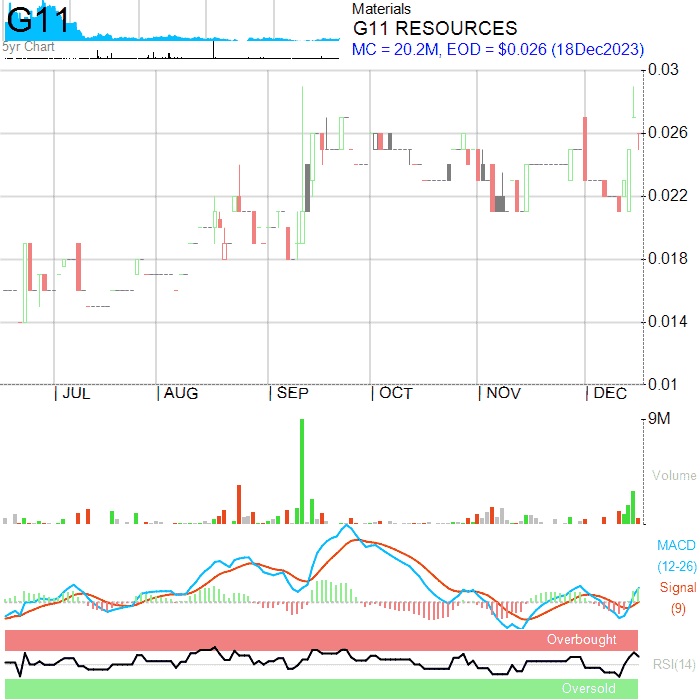 G11
5yr Chart
Materials
G11 RESOURCES
MC = 20.2M, EOD = $0.026 (18Dec2023)
0.03
0.026
0.022
0.018
0.014
0.01
JUL AUG SEP OCT NOV DEC
9M
Volume
MACD
(12-26)
Signal
(9)
Overbought
RSI(14)
Oversold